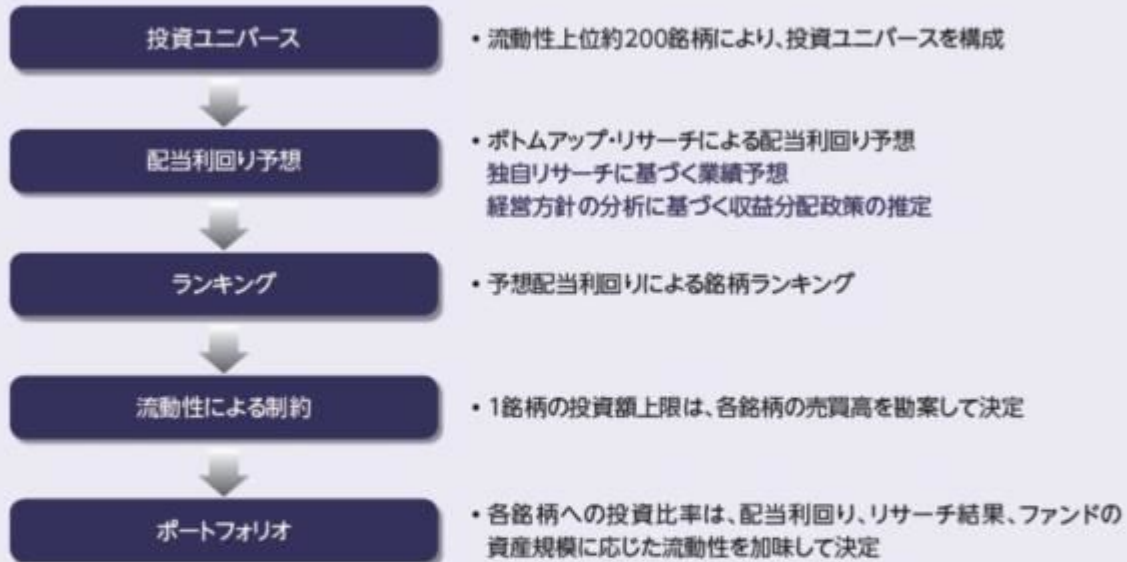 投資ユニバース
・流動性上位約200銘柄により、投資ユニバースを構成
配当利回り予想
・ボトムアップ・リサーチによる配当利回り予想
独自リサーチに基づく業績予想
経営方針の分析に基づく収益分配政策の推定
ランキング
・予想配当利回りによる銘柄ランキング
流動性による制約
・1銘柄の投資額上限は、各銘柄の売買高を勘案して決定
ポートフォリオ
・各銘柄への投資比率は、配当利回り、リサーチ結果、ファンドの
資産規模に応じた流動性を加味して決定